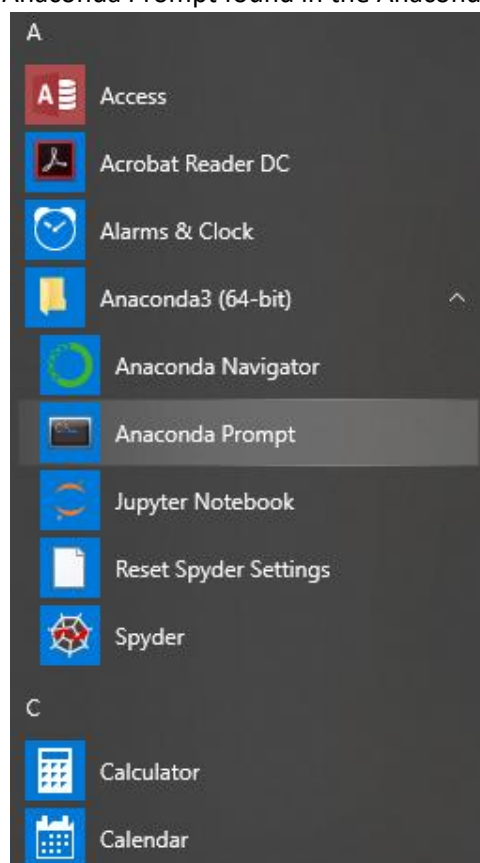 Anaconda Prompt found in the Anacond
A
Access
Acrobat Reader DC
Alarms & Clock
Anaconda3 (64-bit)
Anaconda Navigator
Anaconda Prompt
Jupyter Notebook
Reset Spyder Settings
Spyder
C
Calculator
Calendar